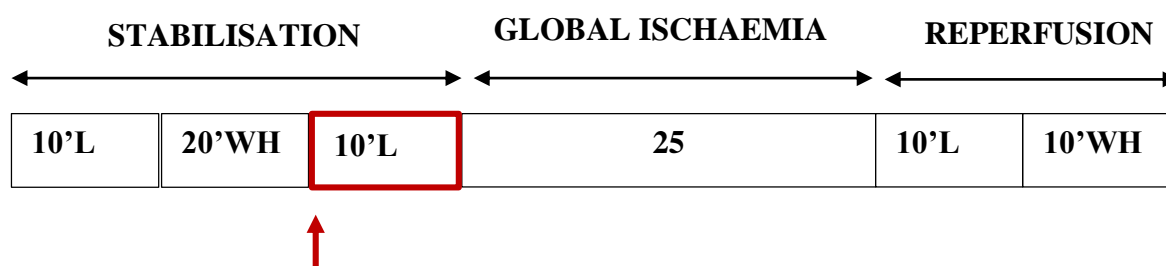 STABILISATION GLOBAL ISCHAEMIA REPERFUSION
10’L 20’WH 10’L 25 10’L 10’WH